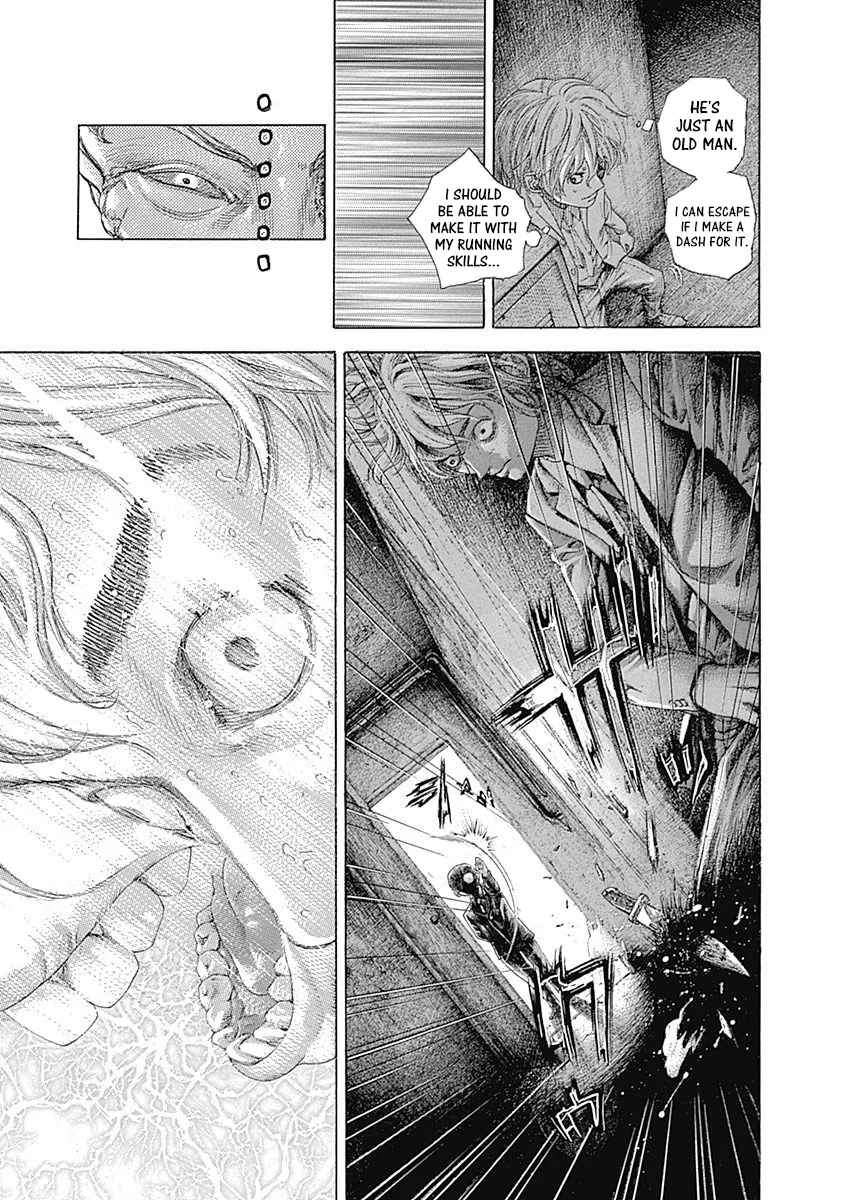 HE'S
JUST AN
OLD MAN.
I CAN ESCAPE
IF I MAKE A
DASH FOR IT.
I SHOULD
BE ABLE TO
MAKE IT WITH
MY RUNNING
SKILLS...